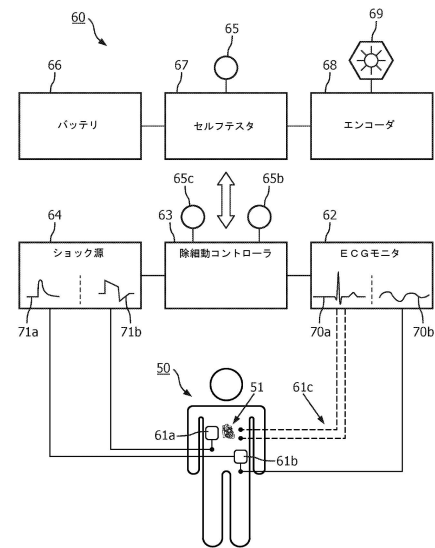 60
65
69
66
67
68
バッテリ
セルフテスタ
エンコーダ
65c
65b
64
63
62
ショック源
除細動コントローラ
ECGモニタ
71a
71b
70a
70b
50
51
61c
61a
61b